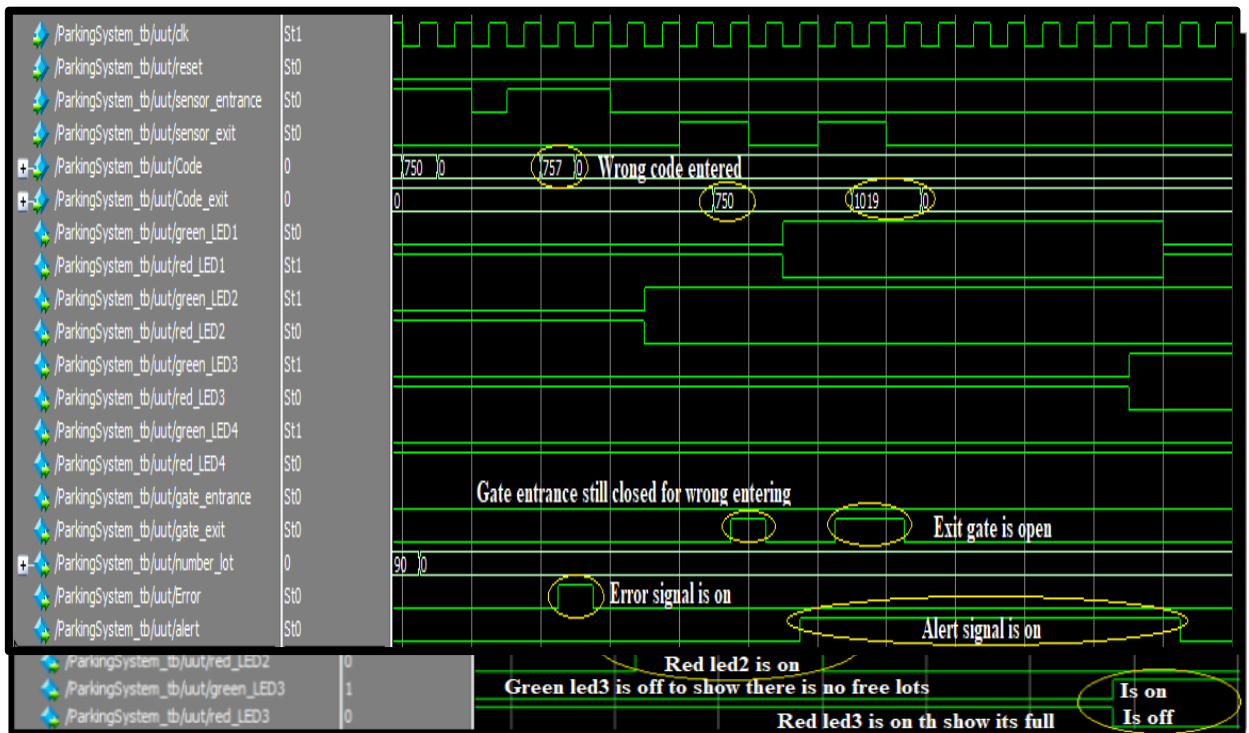 /ParkingSystem_tb/uut/clk St1
/ParkingSystem_tb/uut/reset St0
/ParkingSystem_tb/uut/sensor_entrance St0
/ParkingSystem_tb/uut/sensor_exit St0
/ParkingSystem_tb/uut/Code 0 750 0 757 0 Wrong code entered
/ParkingSystem_tb/uut/Code_exit 0 0 750 1019 0
/ParkingSystem_tb/uut/green_LED1 St0
/ParkingSystem_tb/uut/red_LED1 St1
/ParkingSystem_tb/uut/green_LED2 St1
/ParkingSystem_tb/uut/red_LED2 St0
/ParkingSystem_tb/uut/green_LED3 St1
/ParkingSystem_tb/uut/red_LED3 St0
/ParkingSystem_tb/uut/green_LED4 St1
/ParkingSystem_tb/uut/red_LED4 St0
/ParkingSystem_tb/uut/gate_entrance St0 Gate entrance still closed for wrong entering
/ParkingSystem_tb/uut/gate_exit St0 Exit gate is open
/ParkingSystem_tb/uut/number_lot 0 90 0
/ParkingSystem_tb/uut/Error St0 Error signal is on
/ParkingSystem_tb/uut/alert St0 Alert signal is on
/ParkingSystem_tb/uut/red_LED2 0 Red led2 is on
/ParkingSystem_tb/uut/green_LED3 1 Green led3 is off to show there is no free lots Is on
/ParkingSystem_tb/uut/red_LED3 0 Red led3 is on th show its full Is off